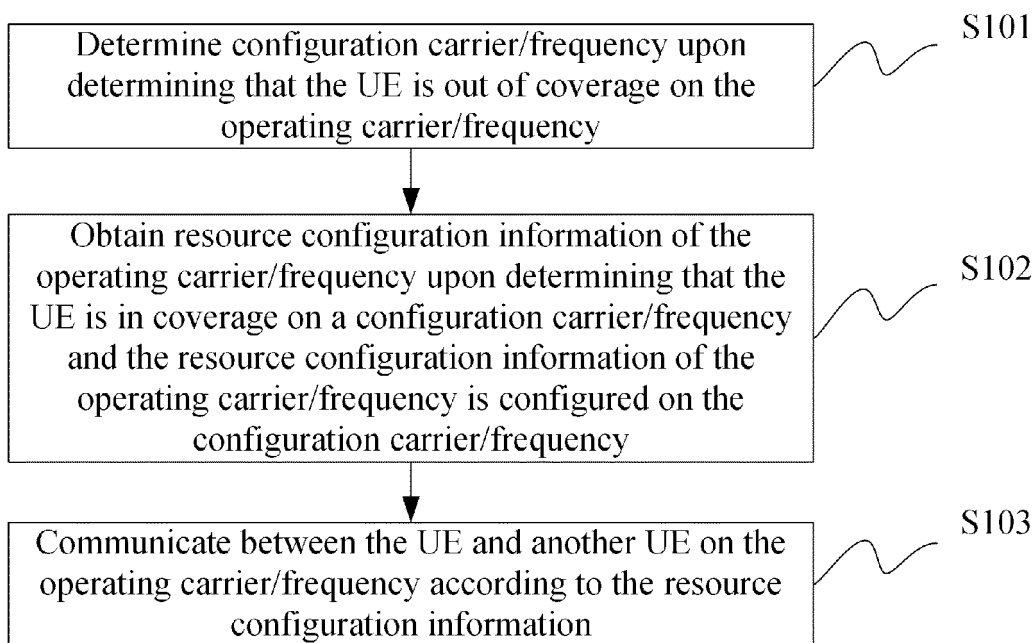 Determine configuration carrier/frequency upon
determining that the UE is out of coverage on the
operating carrier/frequency
S101
Obtain resource configuration information of the
operating carrier/frequency upon determining that the
UE is in coverage on a configuration carrier/frequency
and the resource configuration information of the
operating carrier/frequency is configured on the
configuration carrier/frequency
S102
Communicate between the UE and another UE on the
operating carrier/frequency according to the resource
configuration information
S103